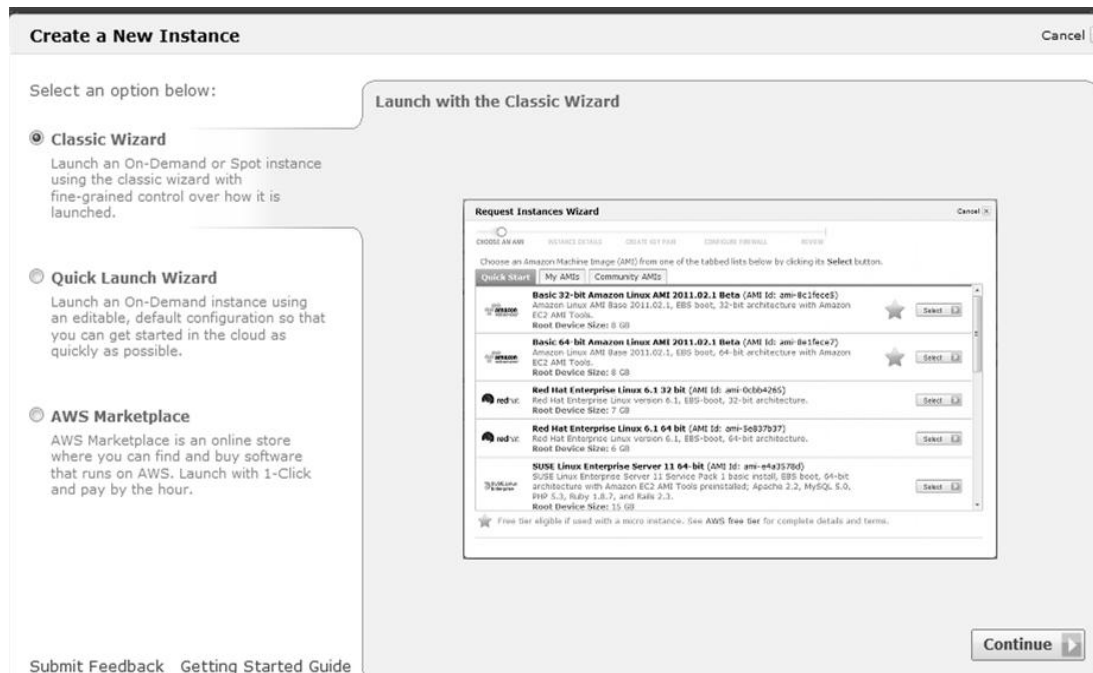 Create a New Instance
Cancel
Select an option below:
Classic Wizard
Launch an On-Demand or Spot instance
using the classic wizard with
fine-grained control over how it is
launched.
Quick Launch Wizard
Launch an On-Demand instance using
an editable, default configuration so that
you can get started in the cloud as
quickly as possible.
AWS Marketplace
AWS Marketplace is an online store
where you can find and buy software
that runs on AWS. Launch with 1-Click
and pay by the hour.
Submit Feedback Getting Started Guide
Launch with the Classic Wizard
Request Instances Wizard
Cancel
CHOOSE AN AMI INSTANCE DETAILS CREATE KEY PAIR CONFIGURE FIREWALL REVIEW
Choose an Amazon Machine Image (AMI) from one of the tabbed lists below by clicking its Select button.
Quick Start My AMIs Community AMIs
Basic 32-bit Amazon Linux AMI 2011.02.1 Beta (AMI Id: ami-8c1fece5)
Amazon Linux AMI Base 2011.02.1, EBS boot, 32-bit architecture with Amazon
EC2 AMI Tools.
Root Device Size: 8 GB
amazon
Select
Basic 64-bit Amazon Linux AMI 2011.02.1 Beta (AMI Id: ami-8e1fece7)
Amazon Linux AMI Base 2011.02.1, EBS boot, 64-bit architecture with Amazon
EC2 AMI Tools.
Root Device Size: 8 GB
amazon
Select
Red Hat Enterprise Linux 6.1 32 bit (AMI Id: ami-0cbb4265)
Red Hat Enterprise Linux version 6.1, EBS-boot, 32-bit architecture.
Root Device Size: 7 GB
redhat
Select
Red Hat Enterprise Linux 6.1 64 bit (AMI Id: ami-5e837b37)
Red Hat Enterprise Linux version 6.1, EBS-boot, 64-bit architecture.
Root Device Size: 6 GB
redhat
Select
SUSE Linux Enterprise Server 11 64-bit (AMI Id: ami-e4a3578d)
SUSE Linux Enterprise Server 11 Service Pack 1 basic install, EBS boot, 64-bit
architecture with Amazon EC2 AMI Tools preinstalled; Apache 2.2, MySQL 5.0,
PHP 5.3, Ruby 1.8.7, and Rails 2.3.
Root Device Size: 15 GB
SUSE Linux
Enterprise
Select
Free tier eligible if used with a micro instance. See AWS free tier for complete details and terms.
Continue